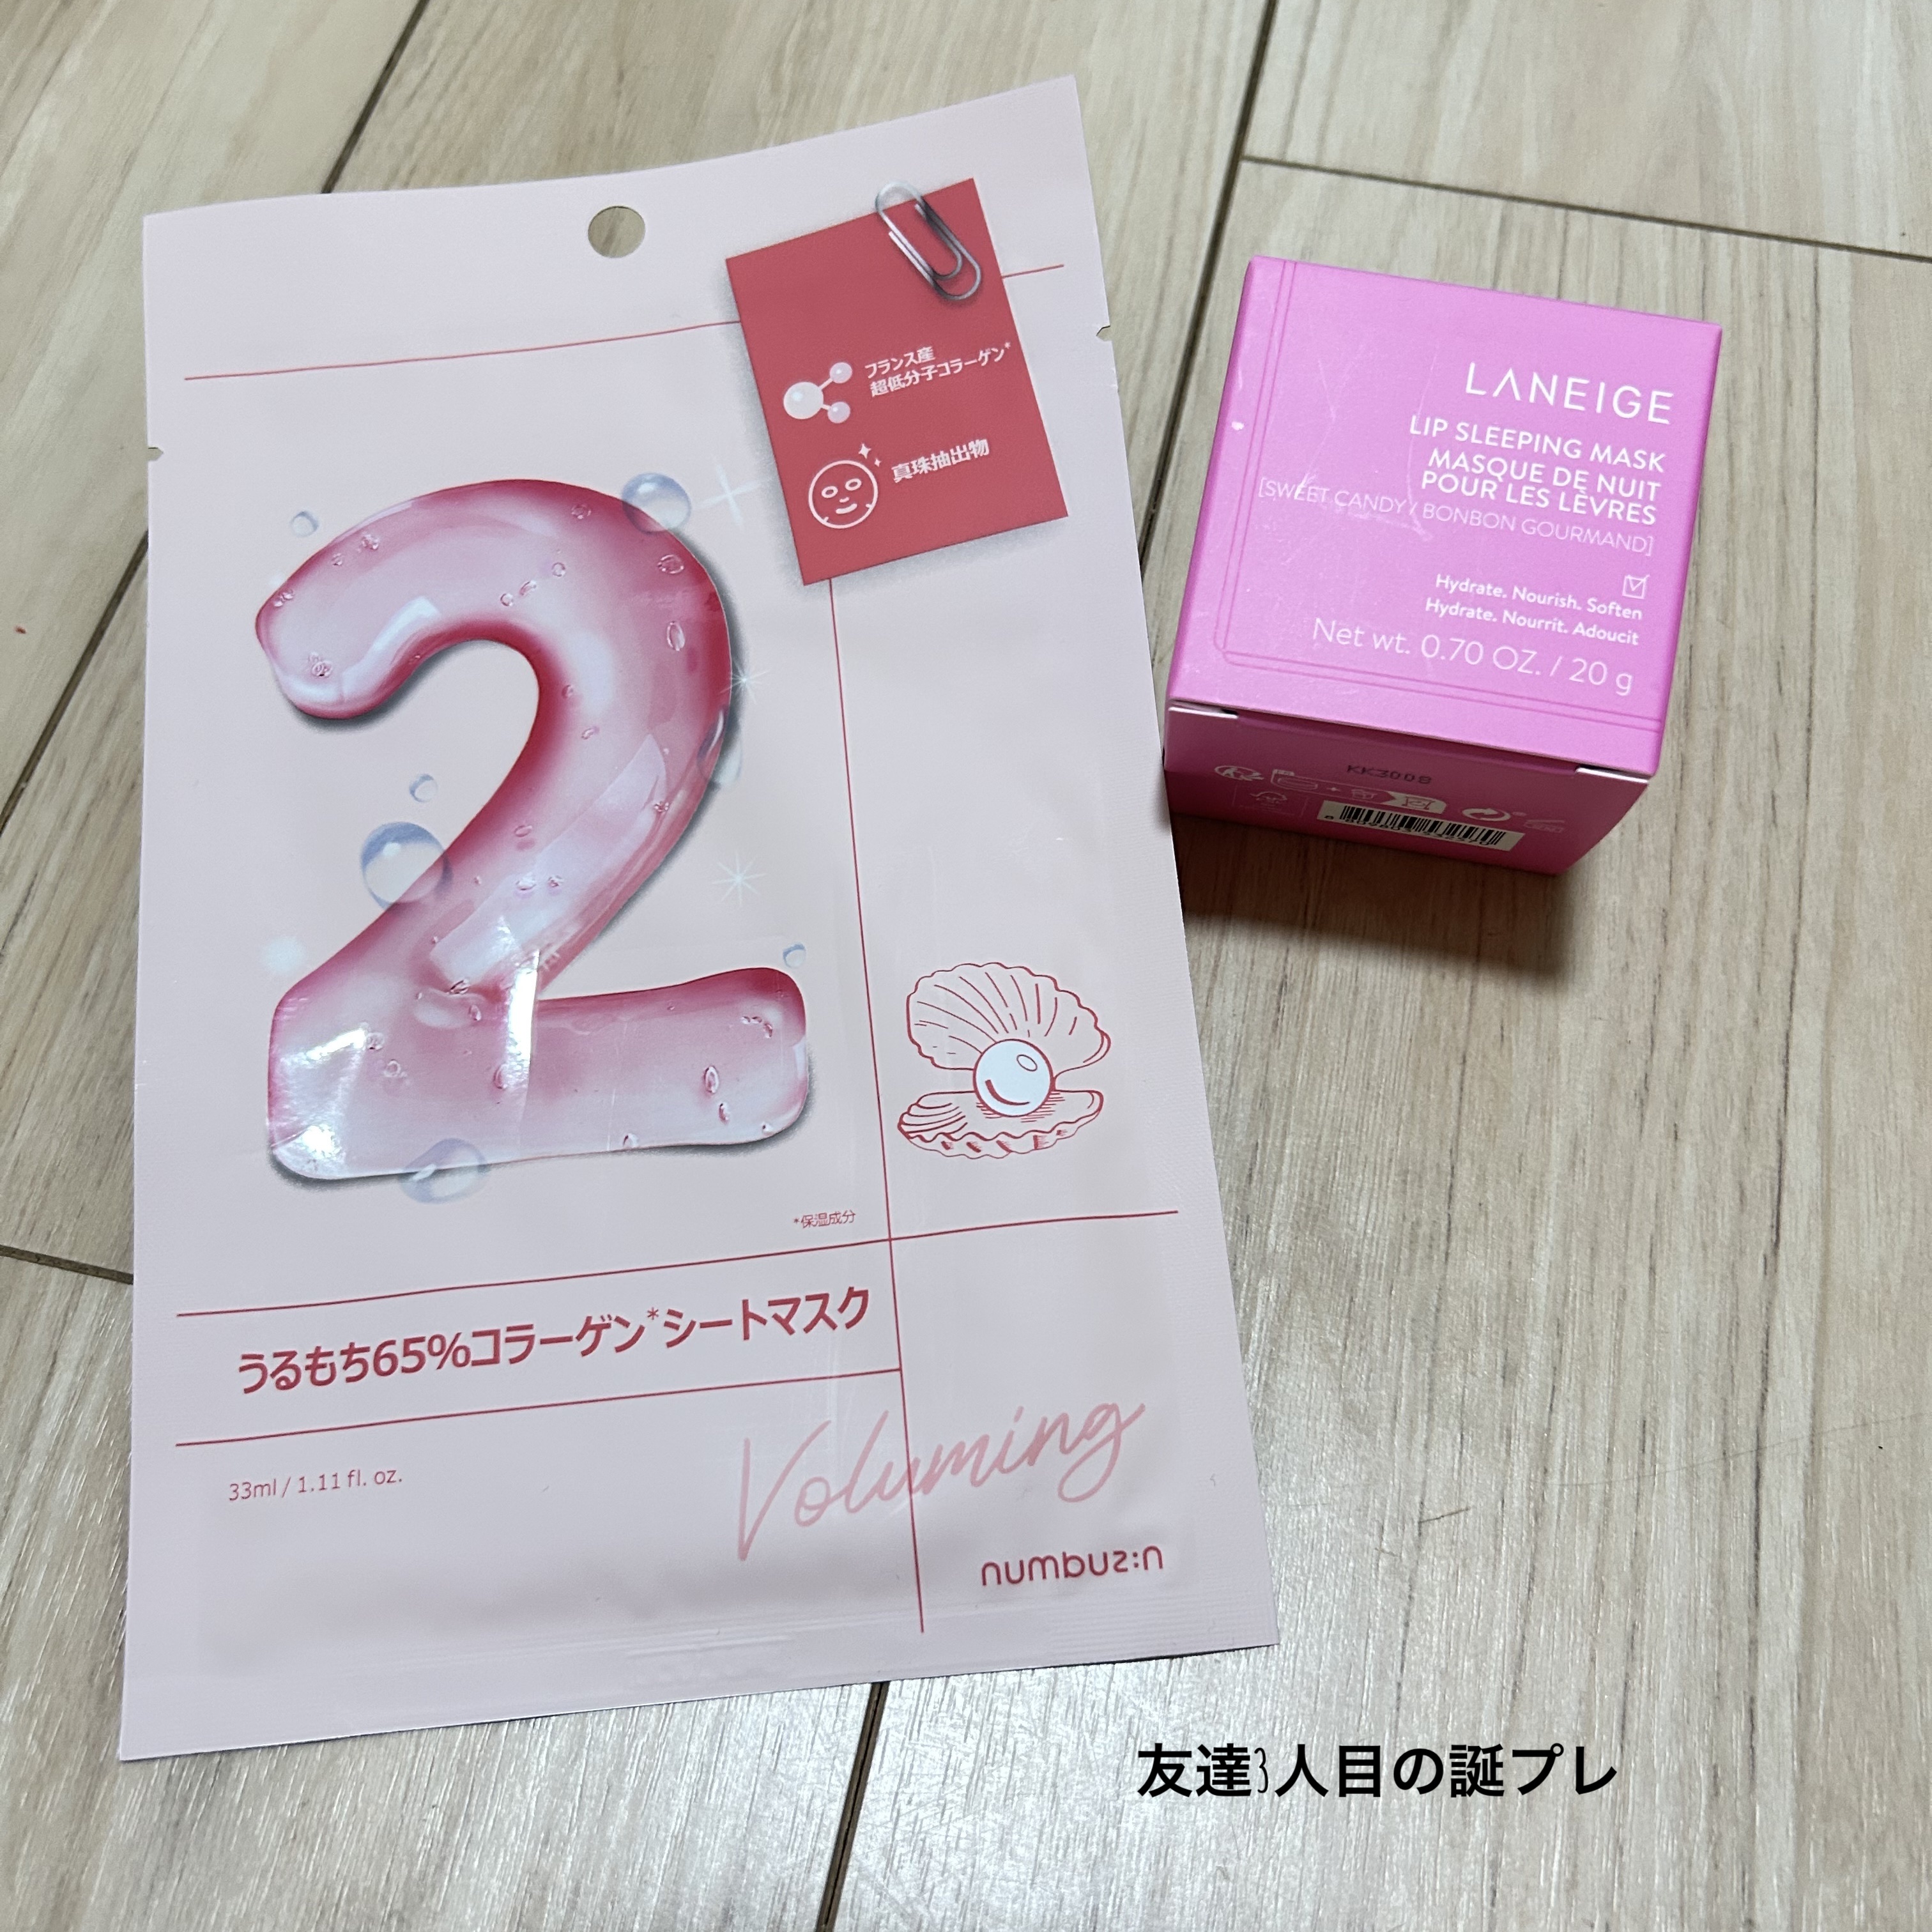 フランス産
超低分子コラーゲン*
真珠抽出物
2
*保湿成分
うるもち65%コラーゲン*シートマスク
33ml / 1.11 fl. oz.
Voluming
numbuz:n
LANEIGE
LIP SLEEPING MASK
MASQUE DE NUIT
POUR LES LÈVRES
[SWEET CANDY / BONBON GOURMAND]
Hydrate. Nourish. Soften
Hydrate. Nourrit. Adoucit
Net wt. 0.70 OZ. / 20 g
KK3008
友達3人目の誕プレ